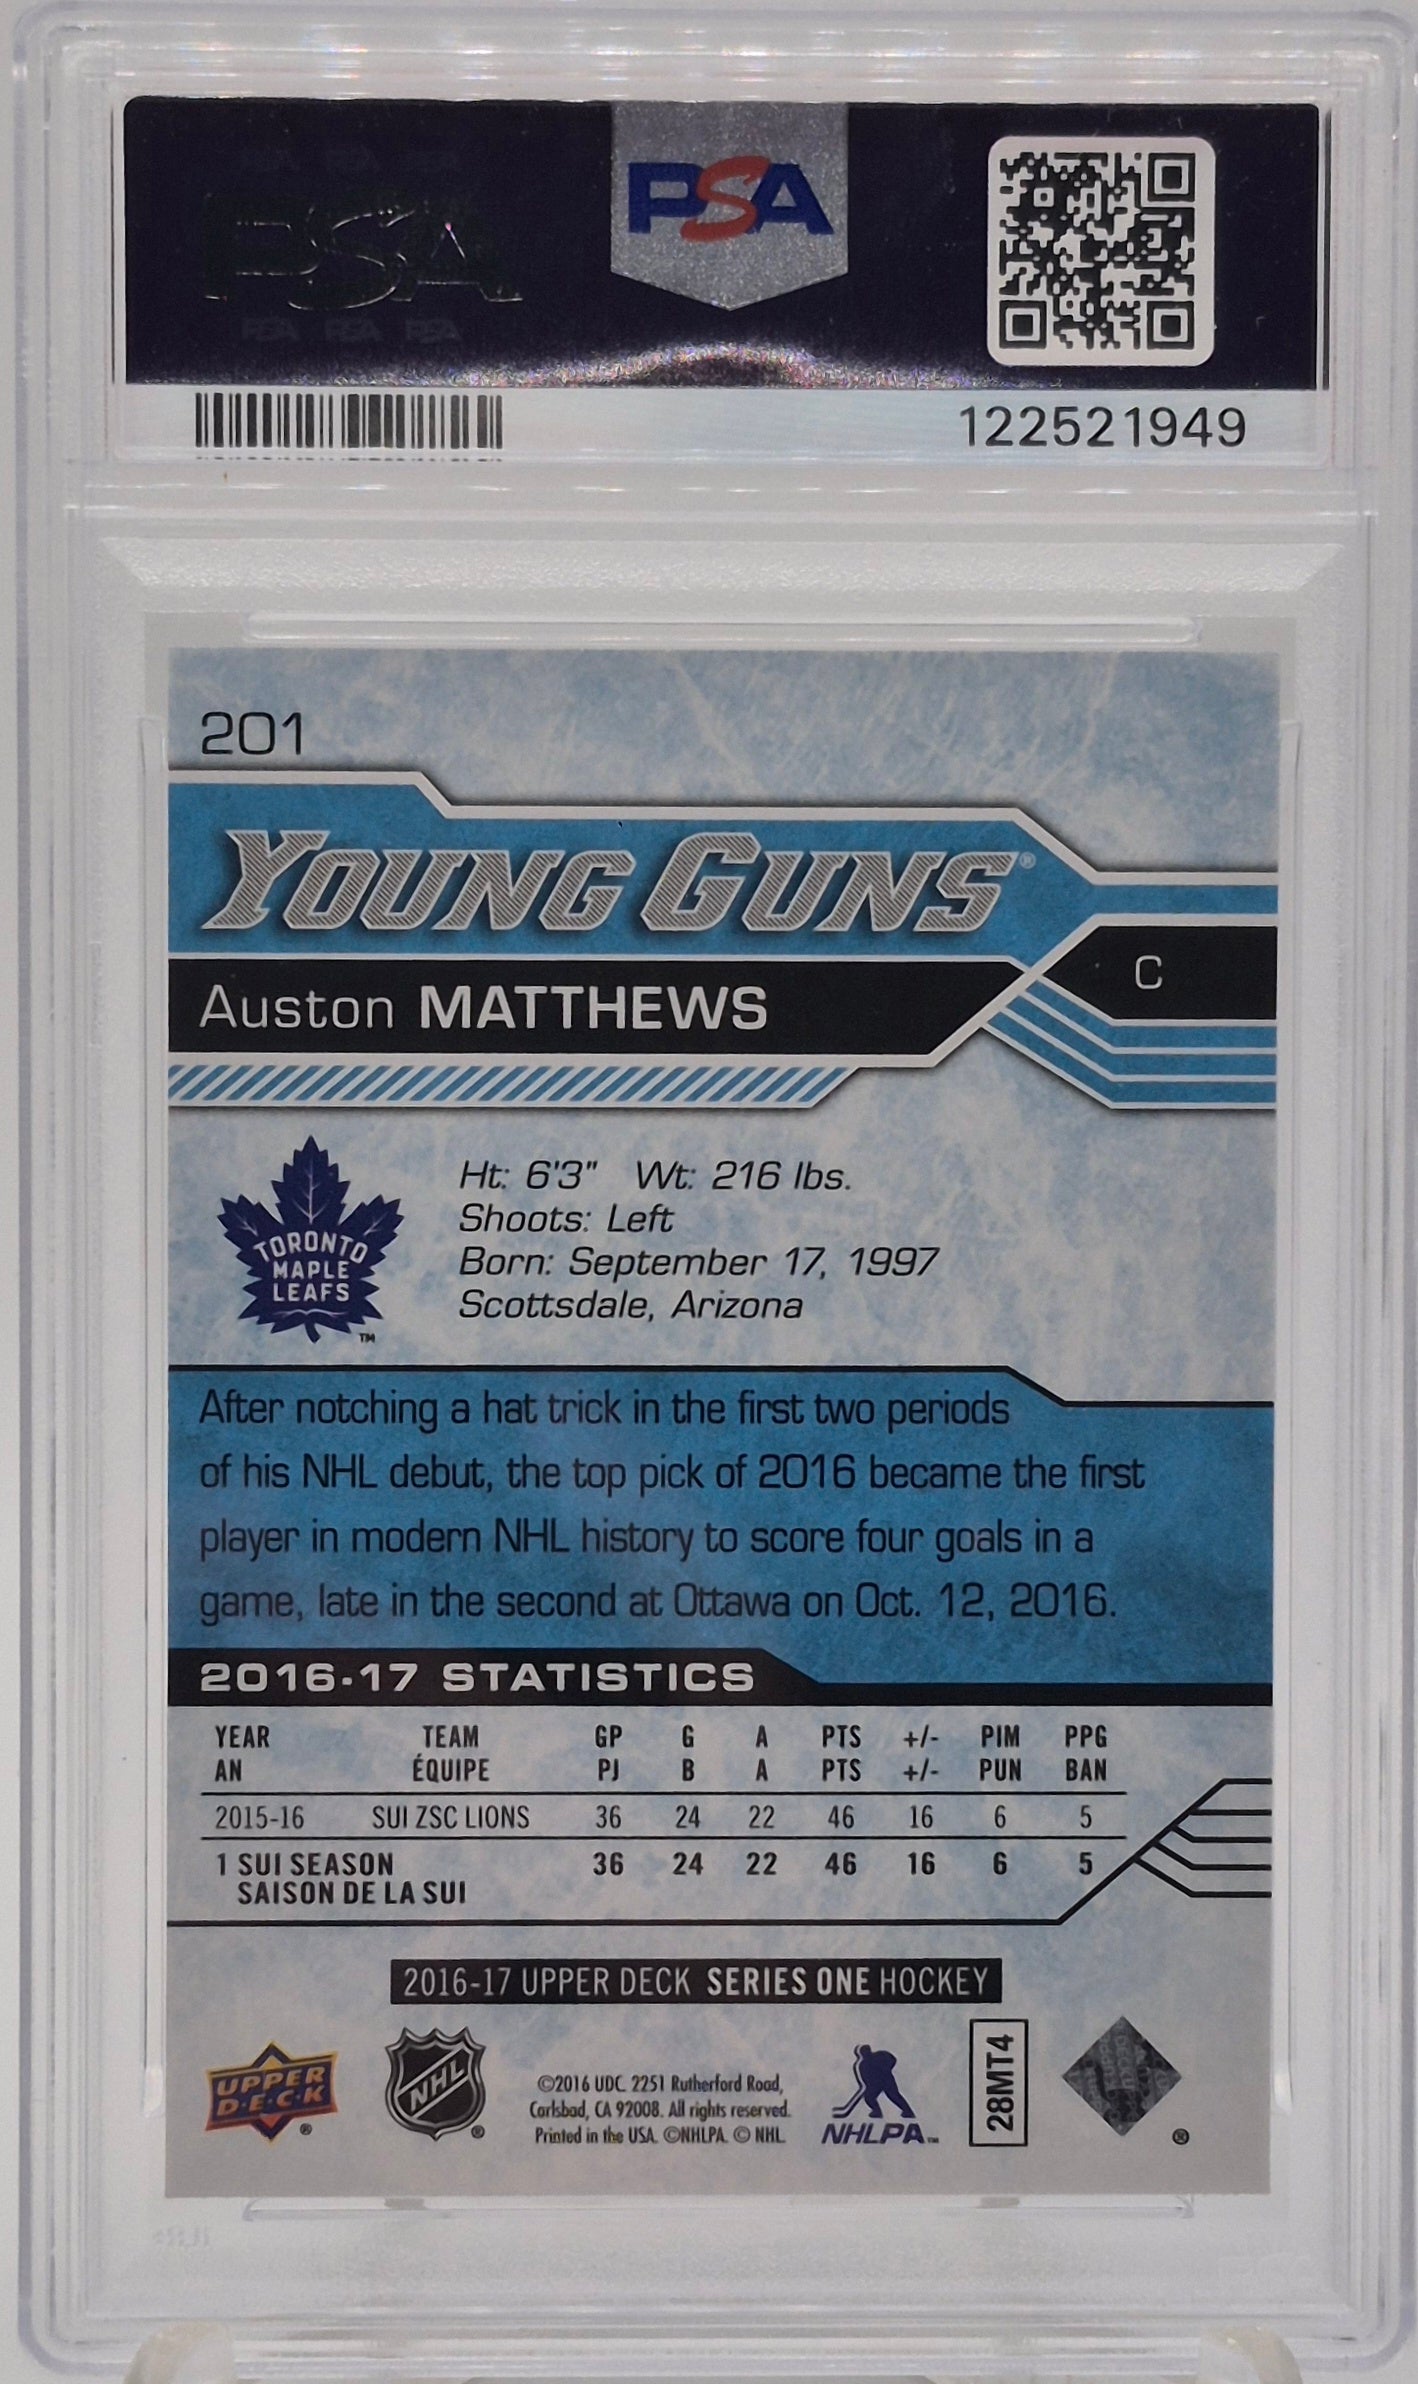 PSA
PSA
122521949
201
YOUNG GUNS®
Auston MATTHEWS
C
TORONTO
MAPLE
LEAFS
TM
Ht: 6'3" Wt: 216 lbs.
Shoots: Left
Born: September 17, 1997
Scottsdale, Arizona
After notching a hat trick in the first two periods
of his NHL debut, the top pick of 2016 became the first
player in modern NHL history to score four goals in a
game, late in the second at Ottawa on Oct. 12, 2016.
2016-17 STATISTICS
YEAR TEAM GP G A PTS +/- PIM PPG
AN ÉQUIPE PJ B A PTS +/- PUN BAN
2015-16 SUI ZSC LIONS 36 24 22 46 16 6 5
1 SUI SEASON 36 24 22 46 16 6 5
SAISON DE LA SUI
2016-17 UPPER DECK SERIES ONE HOCKEY
UPPER
D·E·C·K
®
NHL
®
©2016 UDC. 2251 Rutherford Road,
Carlsbad, CA 92008. All rights reserved.
Printed in the USA. ©NHLPA. © NHL.
NHLPA™
28MT4
®